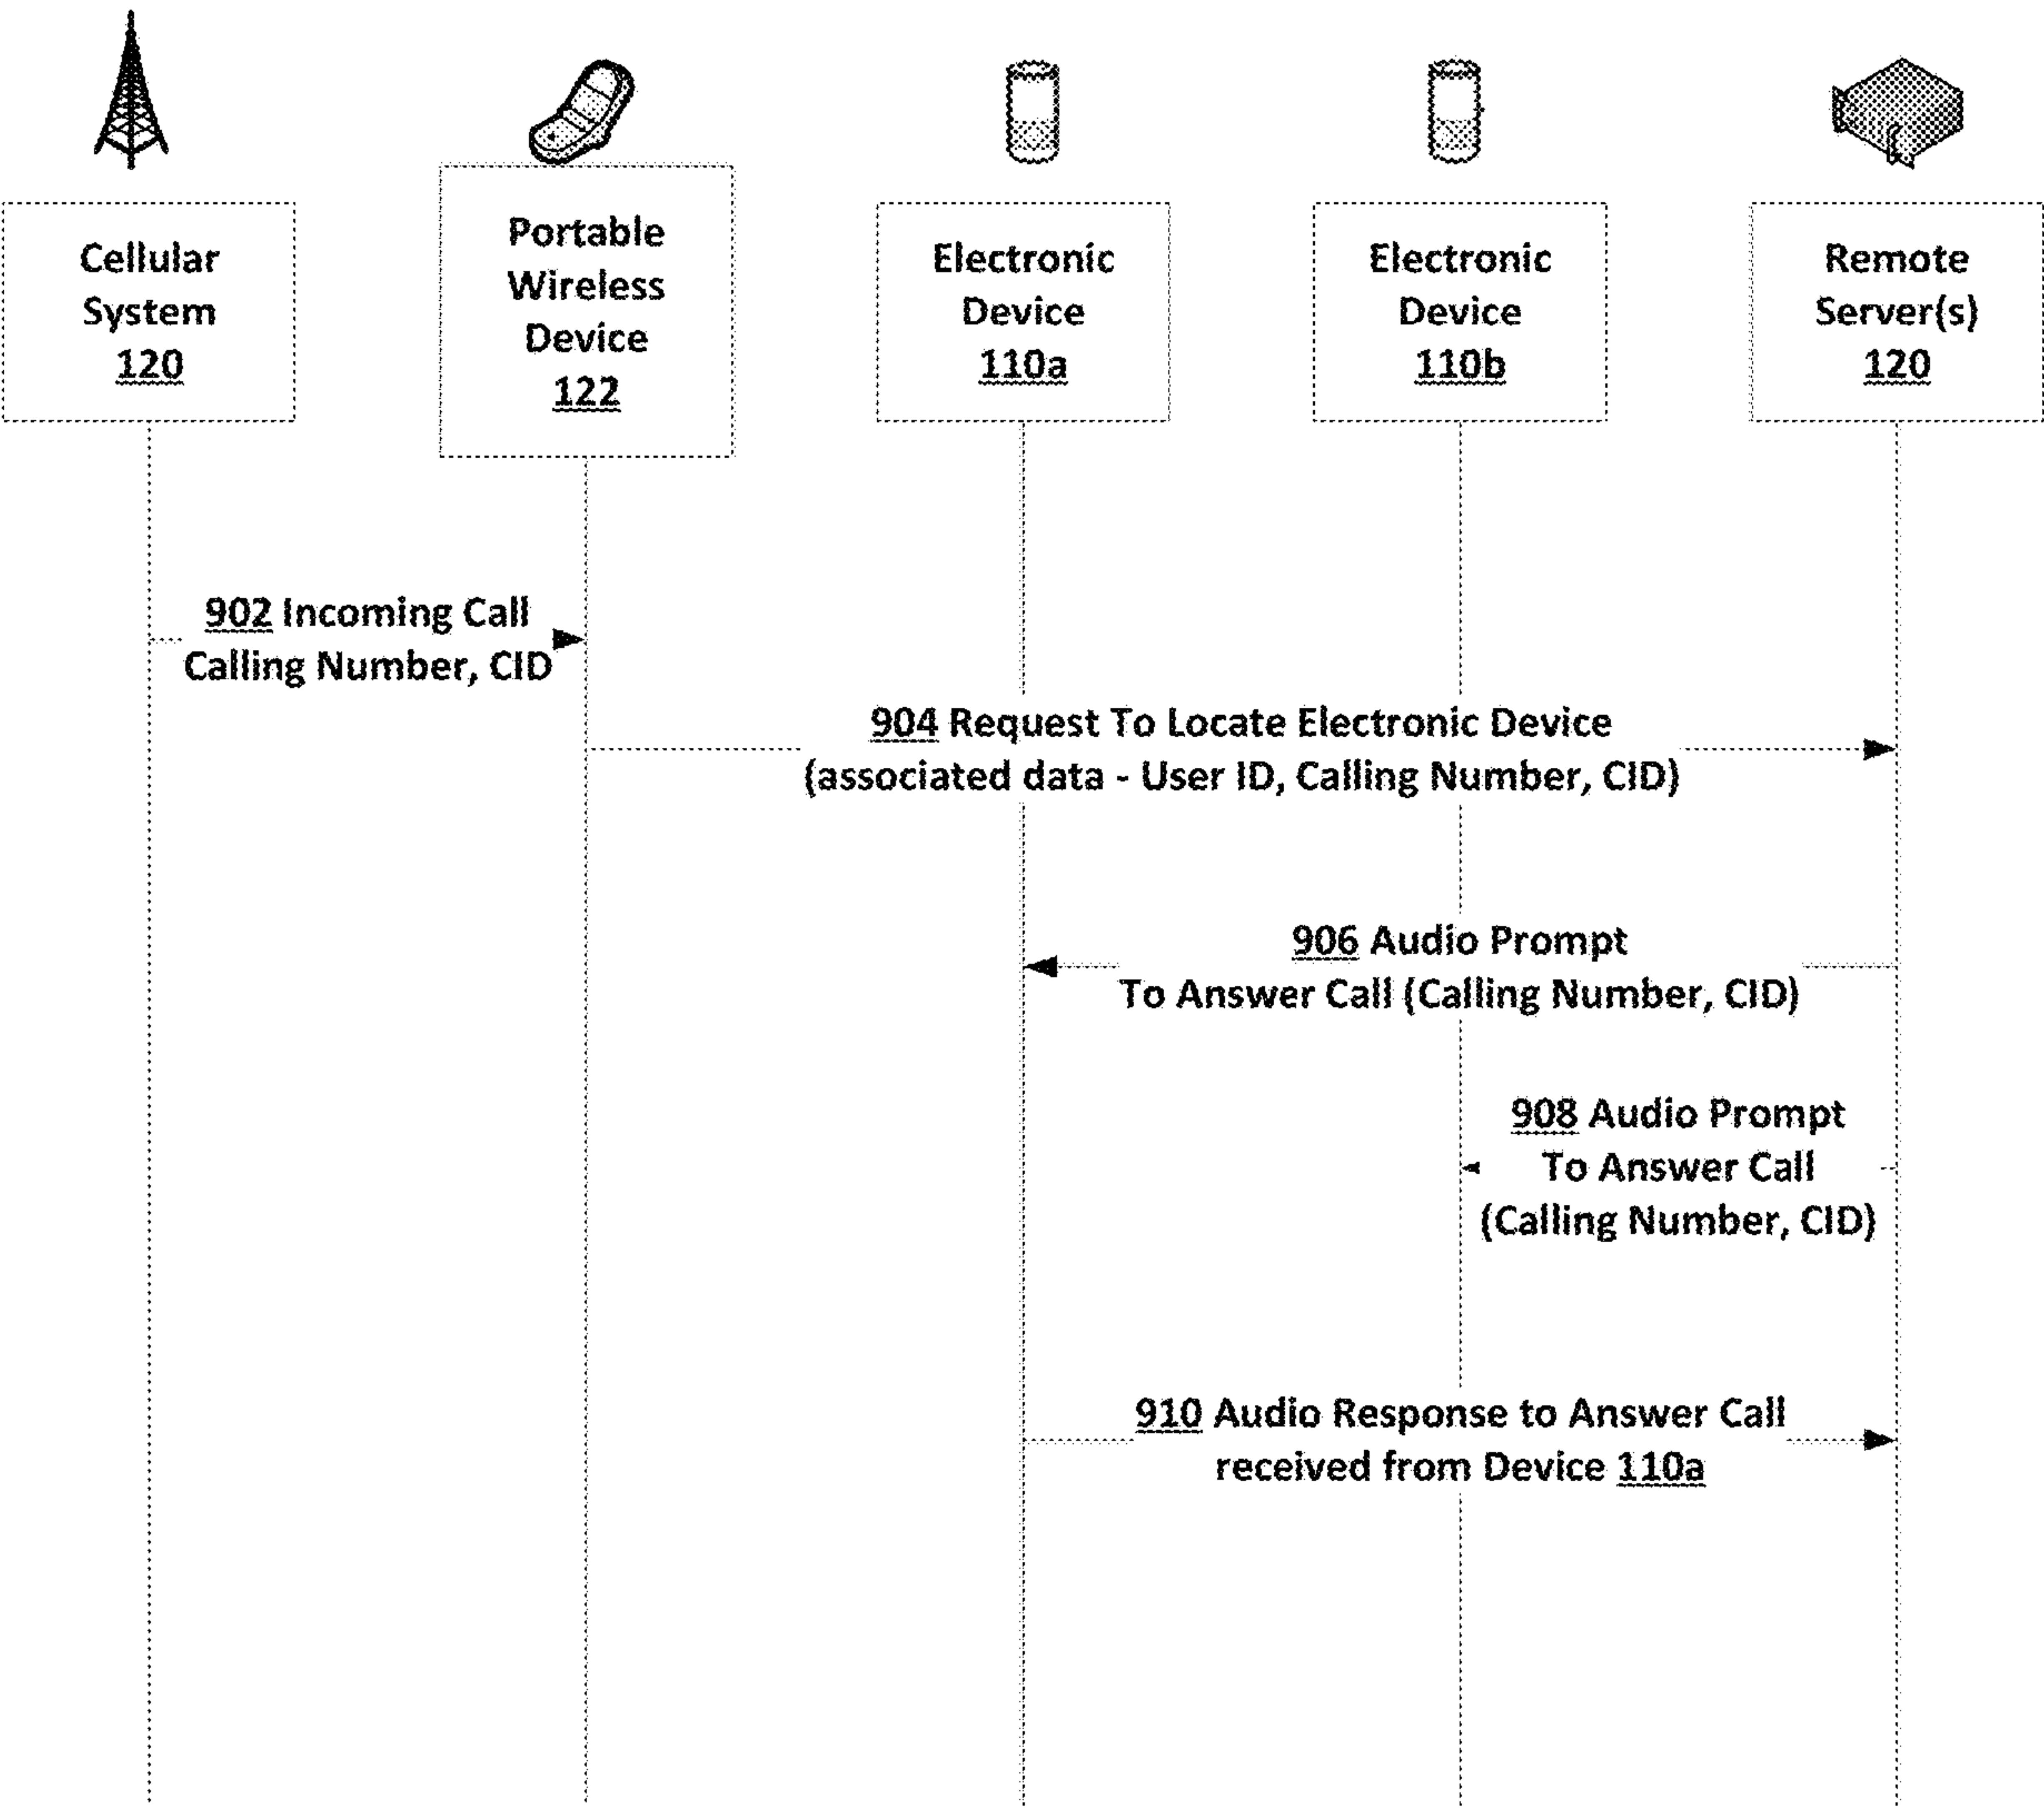 Cellular
System
120
Portable
Wireless
Device
122
Electronic
Device
110a
Electronic
Device
110b
Remote
Server(s)
120
902 Incoming Call
Calling Number, CID
904 Request To Locate Electronic Device
(associated data - User ID, Calling Number, CID)
906 Audio Prompt
To Answer Call (Calling Number, CID)
908 Audio Prompt
To Answer Call
(Calling Number, CID)
910 Audio Response to Answer Call
received from Device 110a